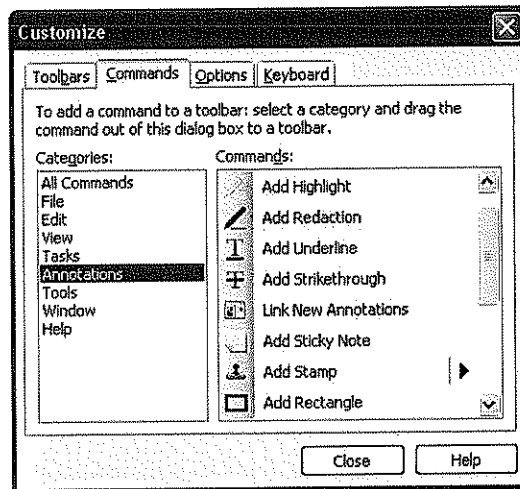 Customize
Toolbars Commands Options Keyboard
To add a command to a toolbar: select a category and drag the
command out of this dialog box to a toolbar.
Categories:
All Commands
File
Edit
View
Tasks
Annotations
Tools
Window
Help
Commands:
Add Highlight
Add Redaction
Add Underline
Add Strikethrough
Link New Annotations
Add Sticky Note
Add Stamp
Add Rectangle
Close Help